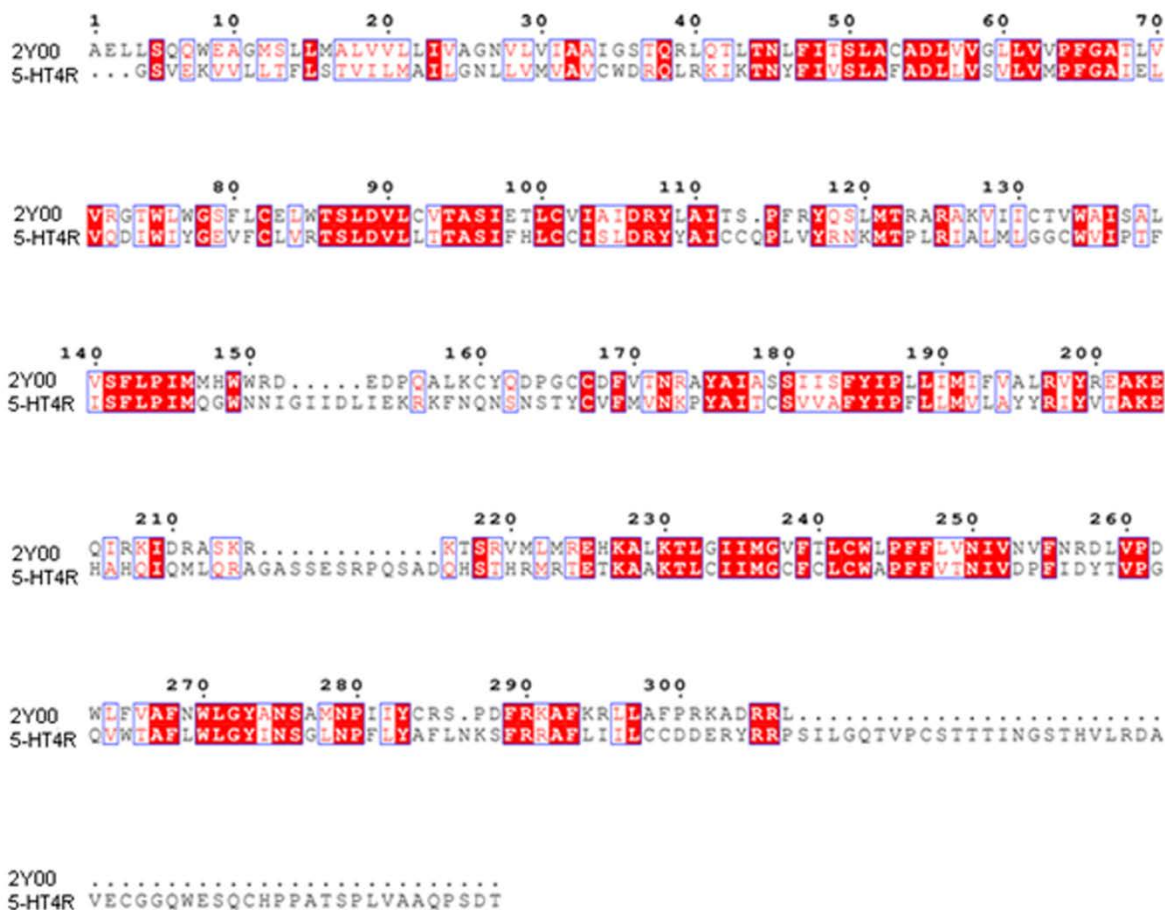 1 10 20 30 40 50 60 70
2Y00 AELLSQQWEAGMSLLMALVVLLIVAGNVLVIAAIGSTQRLQTLTNLFITSLACADLVVGLLVVPFGATLV
5-HT4R ...GSVEKVVLLTFLSTVILMAILGNLLVMVAVCWDRQLRKIKTNYFIVSLAFADLLVSVLVMPFGAIEL
80 90 100 110 120 130
2Y00 VRGTWLWGSFLCELWTSLDVLCVTASIETLCVIAIDRYLAITS.PFRYQSLMTRARAKVIICTVWAISAL
5-HT4R VQDIWIYGEVFCLVRTSLDVLLTTASIFHLCCISLDRYYAICCQPLVYRNKMTPLRIALMLGGCWVIPTF
140 150 160 170 180 190 200
2Y00 VSFLPIMMHWWRD.....EDPQALKCYQDPGCCDFVTNRAYAIASSIISFYIPLLIMIFVALRVYREAKE
5-HT4R ISFLPIMQGWNNIGIIDLIEKRKFNQNSNSTYCVFMVNKPYAITCSVVAFYIPFLLMVLAYYRIYVTAKE
210 220 230 240 250 260
2Y00 QIRKIDRASKR............KTSRVMLMREHKALKTLGIIMGVFTLCWLPFFLVNIVNVFNRDLVPD
5-HT4R HAHQIQMLQRAGASSESRPQSADQHSTHRMRTETKAAKTLCIIMGCFCLCWAPFFVTNIVDPFIDYTVPG
270 280 290 300
2Y00 WLFVAFNWLGYANSAMNPIIYCRS.PDFRKAFKRLLAFPRKADRRL........................
5-HT4R QVWTAFLWLGYINSGLNPFLYAFLNKSFRRAFLIILCCDDERYRRPSILGQTVPCSTTTINGSTHVLRDA
2Y00 ...........................
5-HT4R VECGGQWESQCHPPATSPLVAAQPSDT